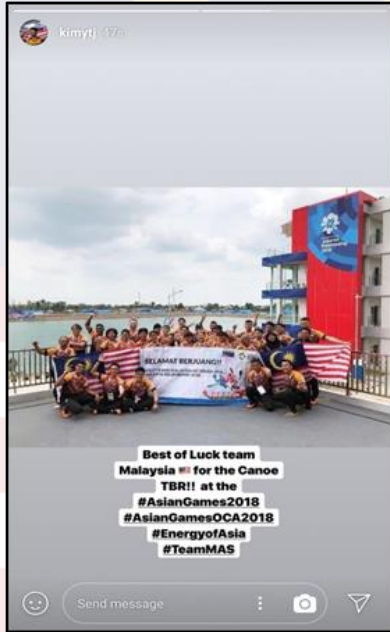 kimytj 47s
SELAMAT BERJUANG!!
Best of Luck team
Malaysia 🇲🇾 for the Canoe
TBR!! at the
#AsianGames2018
#AsianGamesOCA2018
#EnergyofAsia
#TeamMAS
Send message